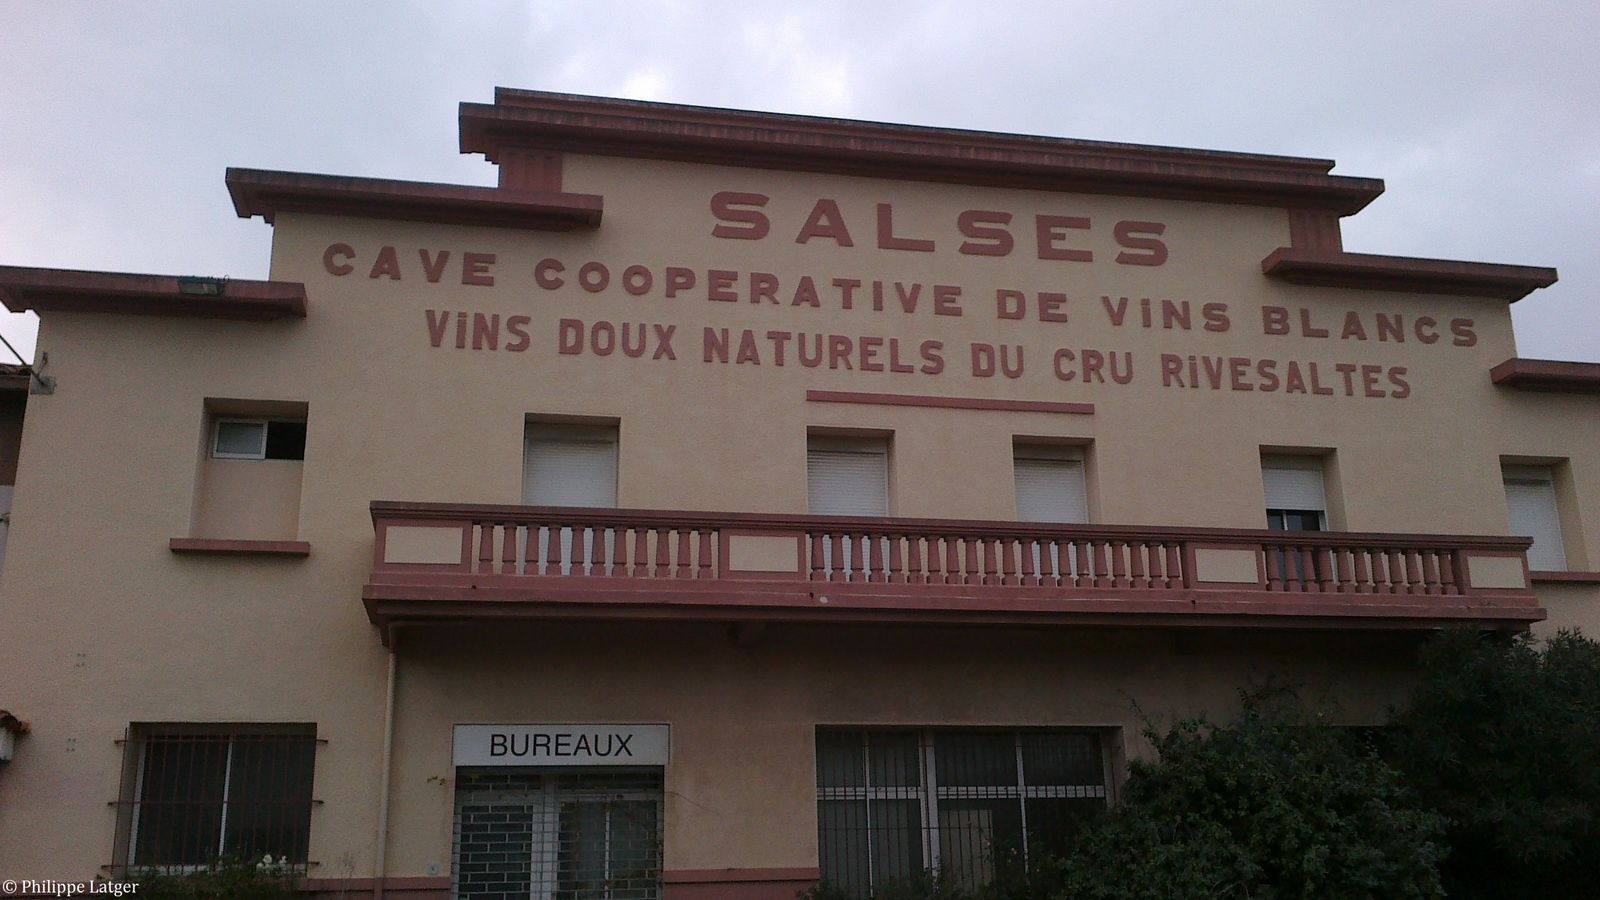 SALSES
CAVE COOPERATIVE DE VINS BLANCS
VINS DOUX NATURELS DU CRU RIVESALTES
BUREAUX
© Philippe Latger